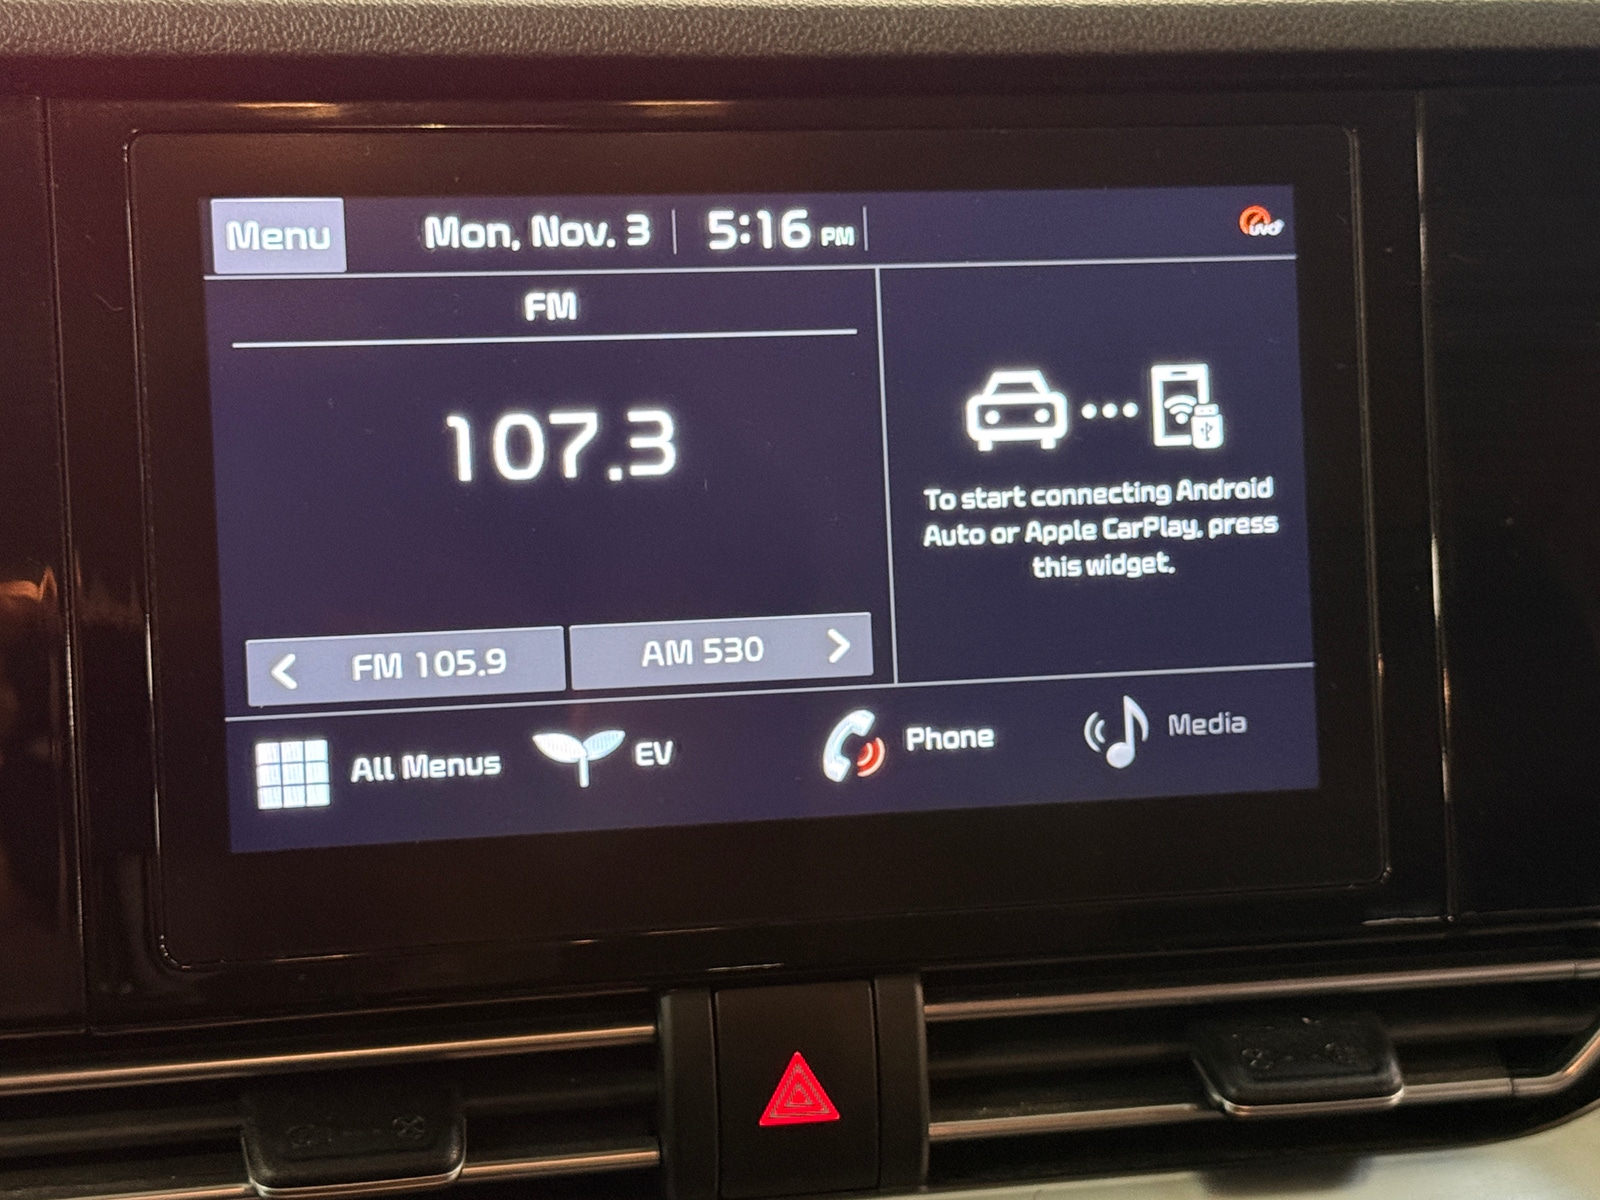 Menu
Mon, Nov. 3
5:16 PM
UVO
FM
107.3
FM 105.9
AM 530
To start connecting Android
Auto or Apple CarPlay, press
this widget.
All Menus
EV
Phone
Media